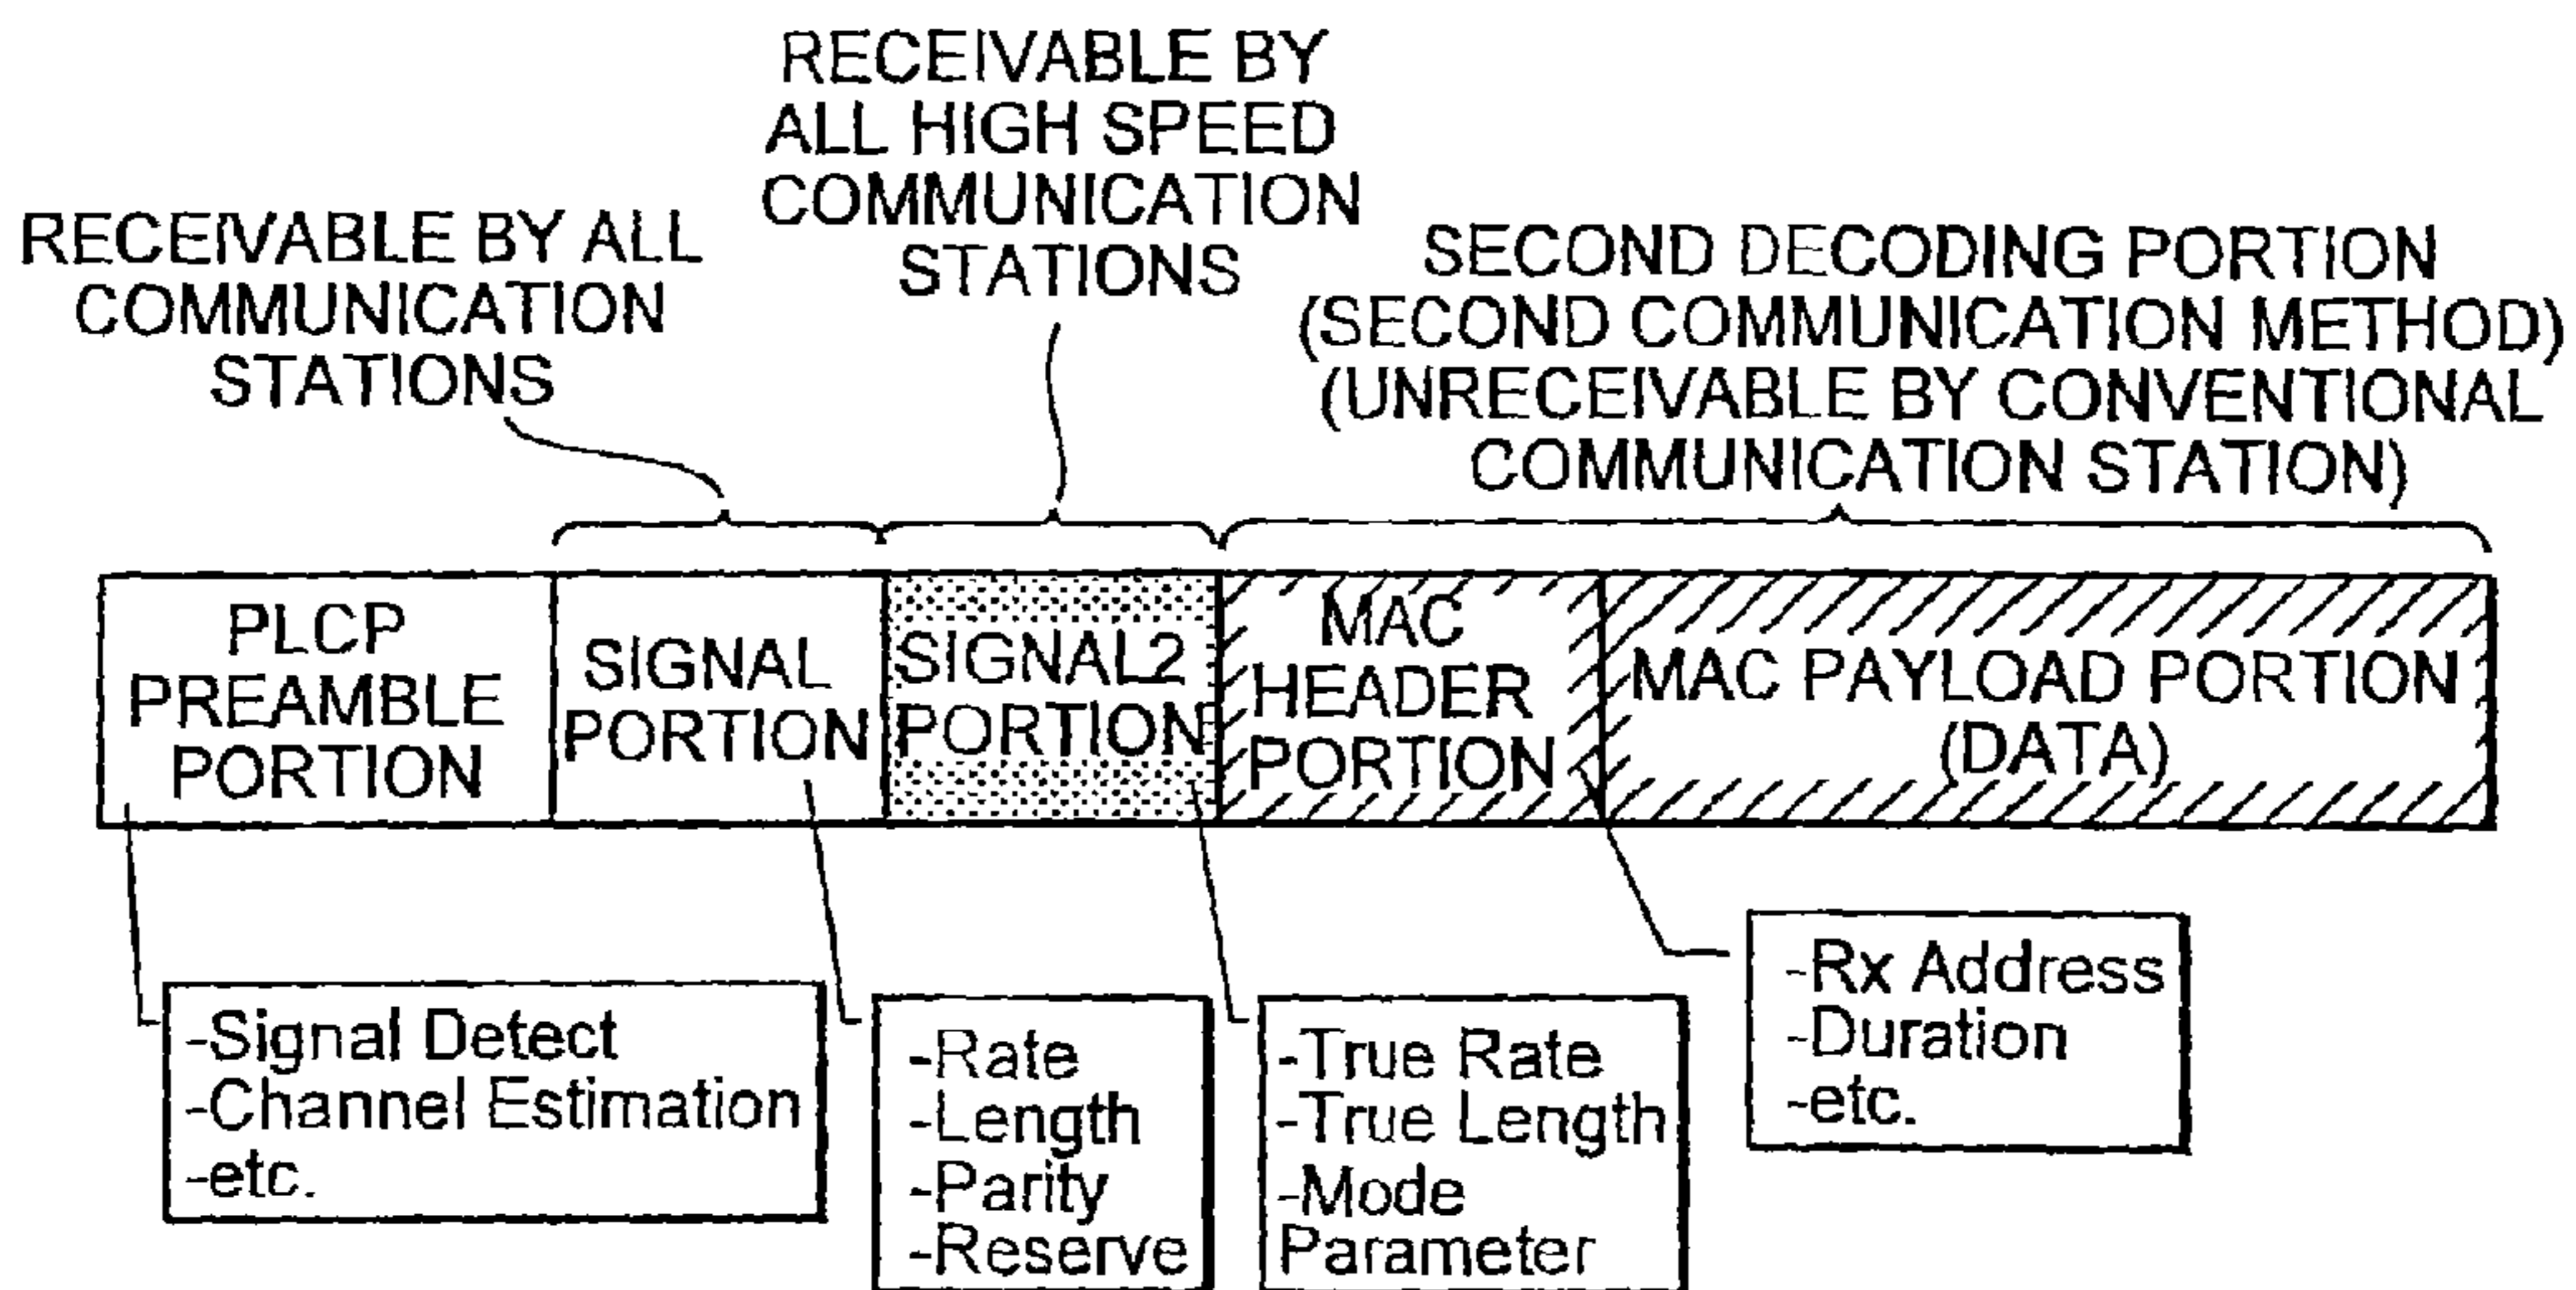 RECEIVABLE BY ALL
COMMUNICATION
STATIONS
RECEIVABLE BY
ALL HIGH SPEED
COMMUNICATION
STATIONS
SECOND DECODING PORTION
(SECOND COMMUNICATION METHOD)
(UNRECEIVABLE BY CONVENTIONAL
COMMUNICATION STATION)
PLCP
PREAMBLE
PORTION
SIGNAL
PORTION
SIGNAL2
PORTION
MAC
HEADER
PORTION
MAC PAYLOAD PORTION
(DATA)
-Signal Detect
-Channel Estimation
-etc.
-Rate
-Length
-Parity
-Reserve
-True Rate
-True Length
-Mode
Parameter
-Rx Address
-Duration
-etc.